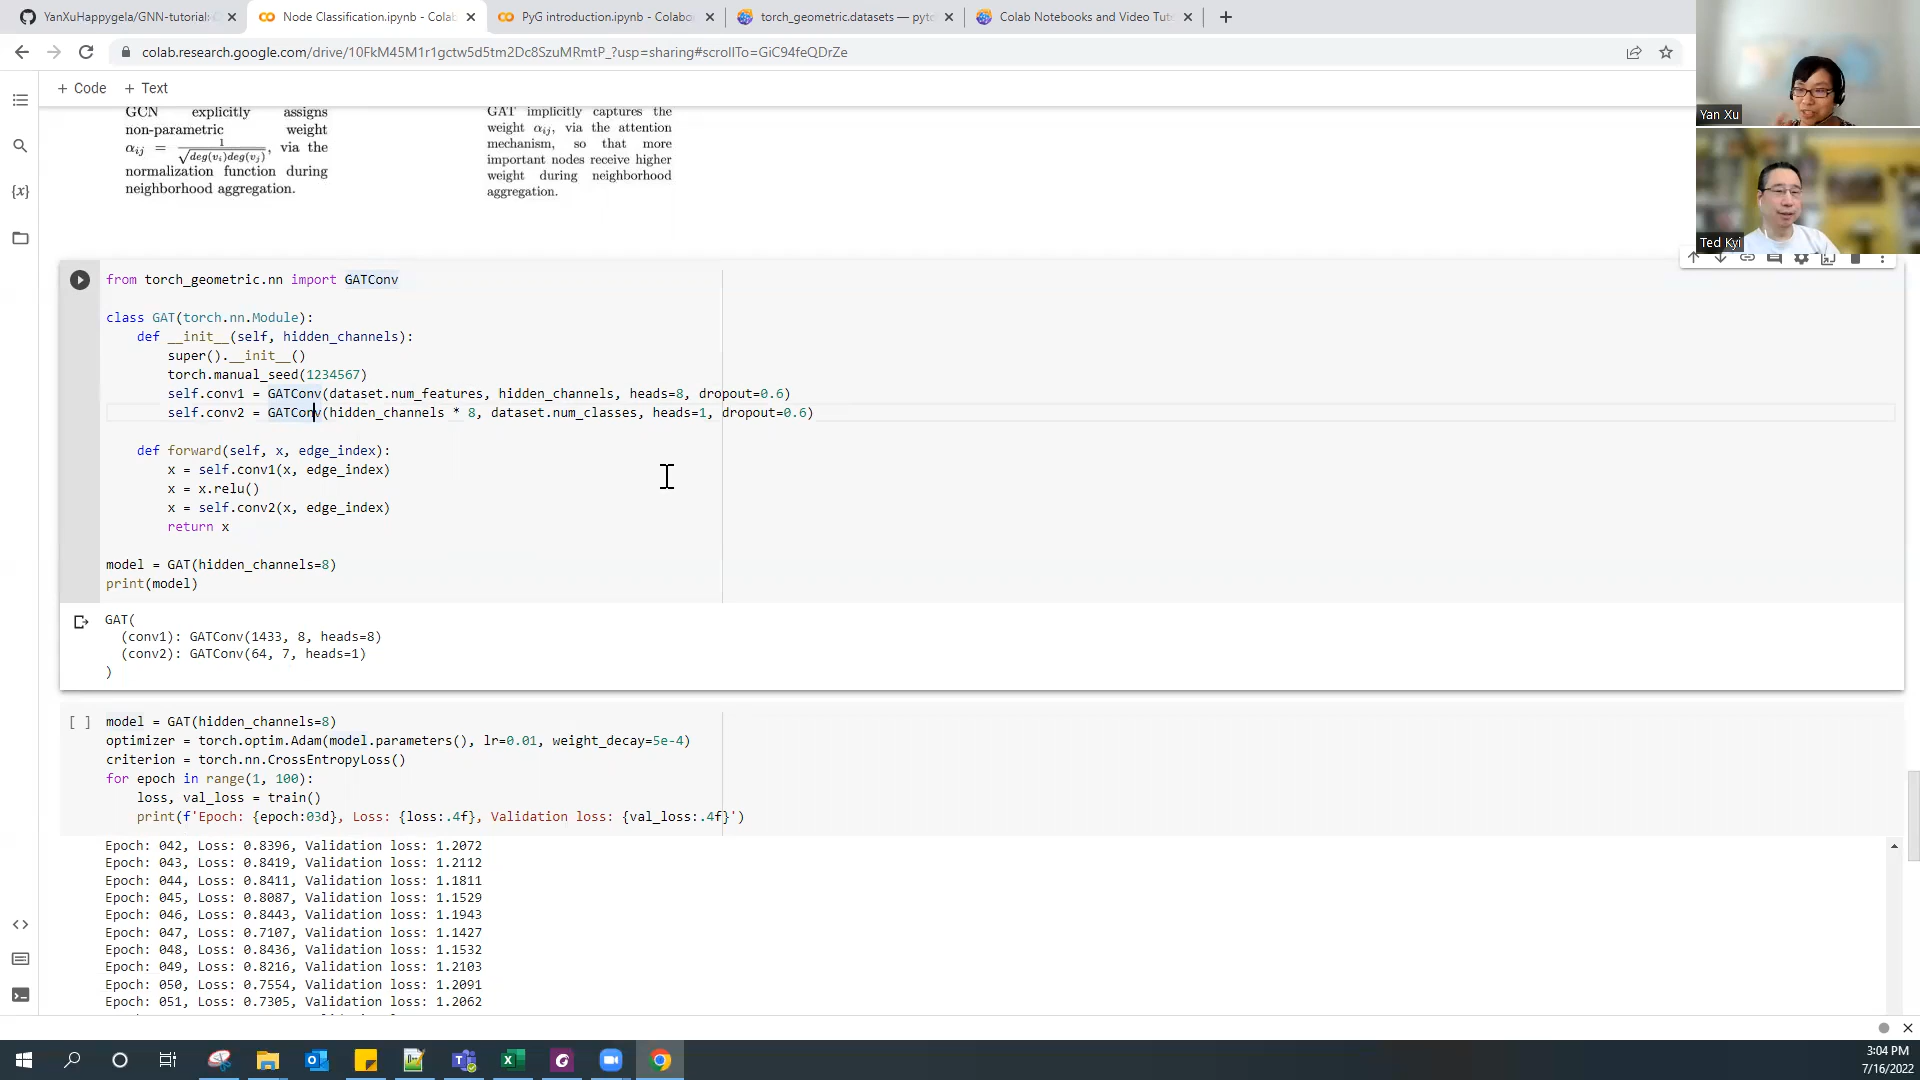 YanXuHappygela/GNN-tutorial:
Node Classification.ipynb - Colab
PyG introduction.ipynb - Colabo
torch_geometric.datasets — pyto
Colab Notebooks and Video Tut
colab.research.google.com/drive/10FkM45M1r1gctw5d5tm2Dc8SzuMRmtP_?usp=sharing#scrollTo=GiC94feQDrZe
+ Code + Text
GCN explicitly assigns
non-parametric weight
αij = 1/√deg(vi)deg(vj), via the
normalization function during
neighborhood aggregation.
GAT implicitly captures the
weight αij, via the attention
mechanism, so that more
important nodes receive higher
weight during neighborhood
aggregation.
Yan Xu
Ted Kyi
from torch_geometric.nn import GATConv
class GAT(torch.nn.Module):
def __init__(self, hidden_channels):
super().__init__()
torch.manual_seed(1234567)
self.conv1 = GATConv(dataset.num_features, hidden_channels, heads=8, dropout=0.6)
self.conv2 = GATConv(hidden_channels * 8, dataset.num_classes, heads=1, dropout=0.6)
def forward(self, x, edge_index):
x = self.conv1(x, edge_index)
x = x.relu()
x = self.conv2(x, edge_index)
return x
model = GAT(hidden_channels=8)
print(model)
GAT(
(conv1): GATConv(1433, 8, heads=8)
(conv2): GATConv(64, 7, heads=1)
)
[ ] model = GAT(hidden_channels=8)
optimizer = torch.optim.Adam(model.parameters(), lr=0.01, weight_decay=5e-4)
criterion = torch.nn.CrossEntropyLoss()
for epoch in range(1, 100):
loss, val_loss = train()
print(f'Epoch: {epoch:03d}, Loss: {loss:.4f}, Validation loss: {val_loss:.4f}')
Epoch: 042, Loss: 0.8396, Validation loss: 1.2072
Epoch: 043, Loss: 0.8419, Validation loss: 1.2112
Epoch: 044, Loss: 0.8411, Validation loss: 1.1811
Epoch: 045, Loss: 0.8087, Validation loss: 1.1529
Epoch: 046, Loss: 0.8443, Validation loss: 1.1943
Epoch: 047, Loss: 0.7107, Validation loss: 1.1427
Epoch: 048, Loss: 0.8436, Validation loss: 1.1532
Epoch: 049, Loss: 0.8216, Validation loss: 1.2103
Epoch: 050, Loss: 0.7554, Validation loss: 1.2091
Epoch: 051, Loss: 0.7305, Validation loss: 1.2062
3:04 PM
7/16/2022